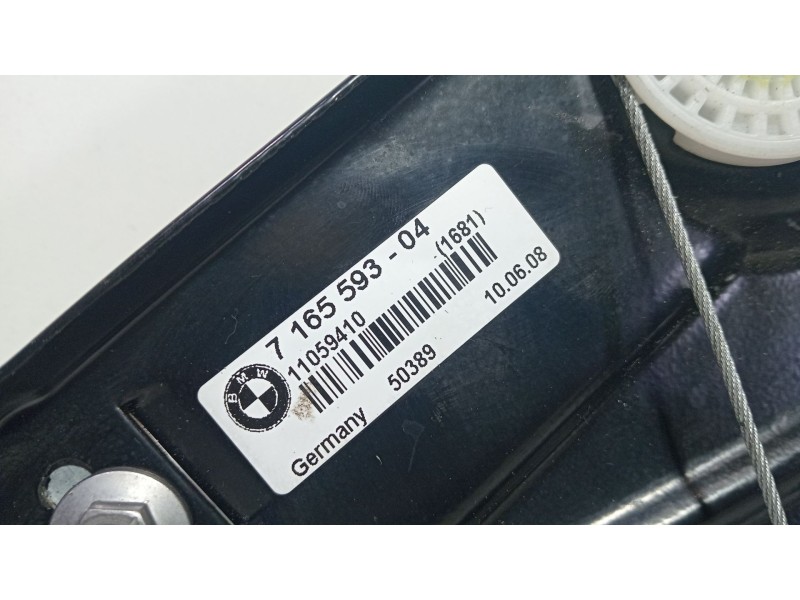 7 165 593 - 04
11059410 (1681)
BMW
Germany 50389 10.06.08